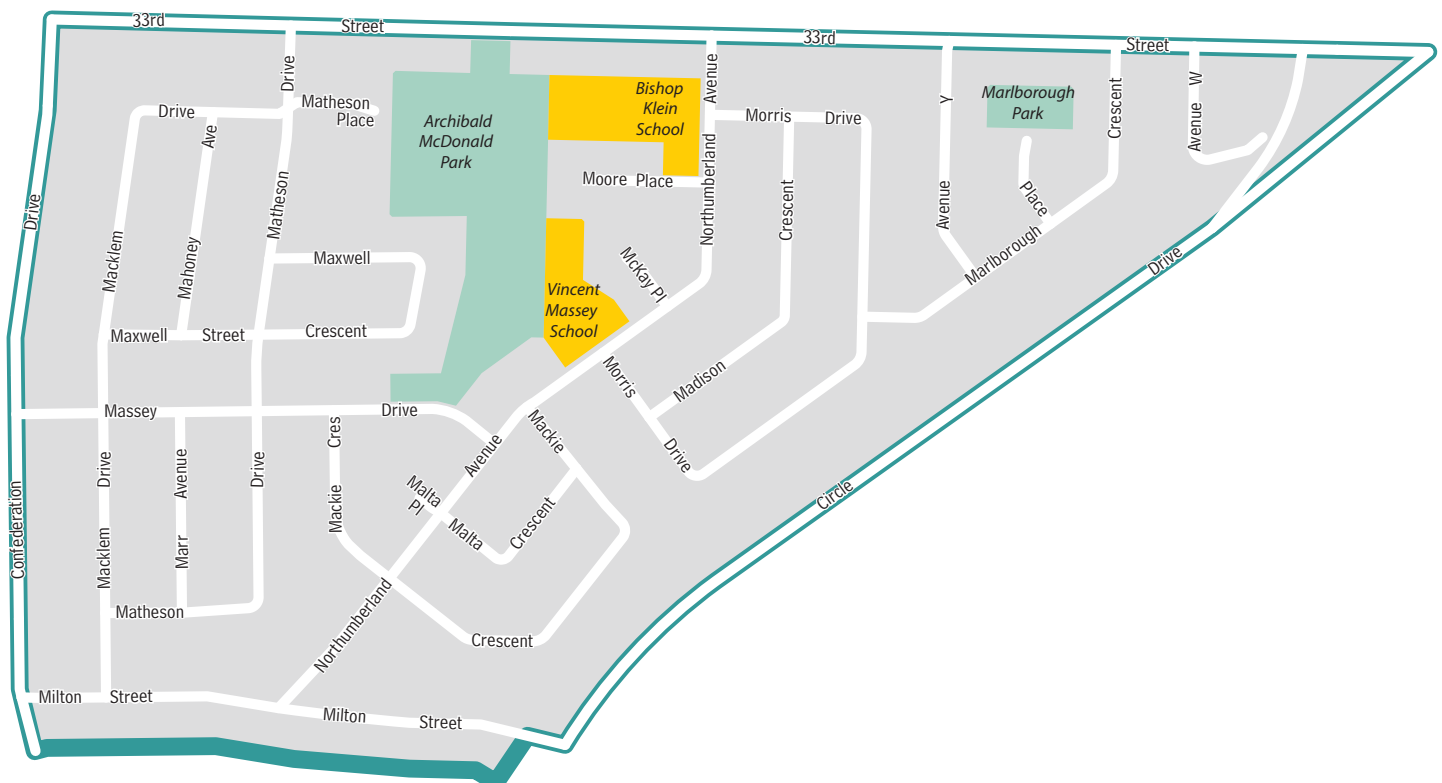 33rd
Street
33rd
Street
Drive
Matheson
Place
Drive
Ave
Archibald
McDonald
Park
Bishop
Klein
School
Avenue
Morris
Drive
Y
Marlborough
Park
Crescent
W
Avenue
Drive
Macklem
Mahoney
Matheson
Maxwell
Moore Place
Northumberland
Crescent
Avenue
Place
Marlborough
Drive
Maxwell
Street
Crescent
Vincent
Massey
School
McKay Pl
Morris
Madison
Massey
Drive
Cres
Avenue
Mackie
Drive
Confederation
Drive
Avenue
Drive
Mackie
Malta
Pl
Malta
Crescent
Circle
Macklem
Marr
Matheson
Northumberland
Crescent
Milton
Street
Milton
Street